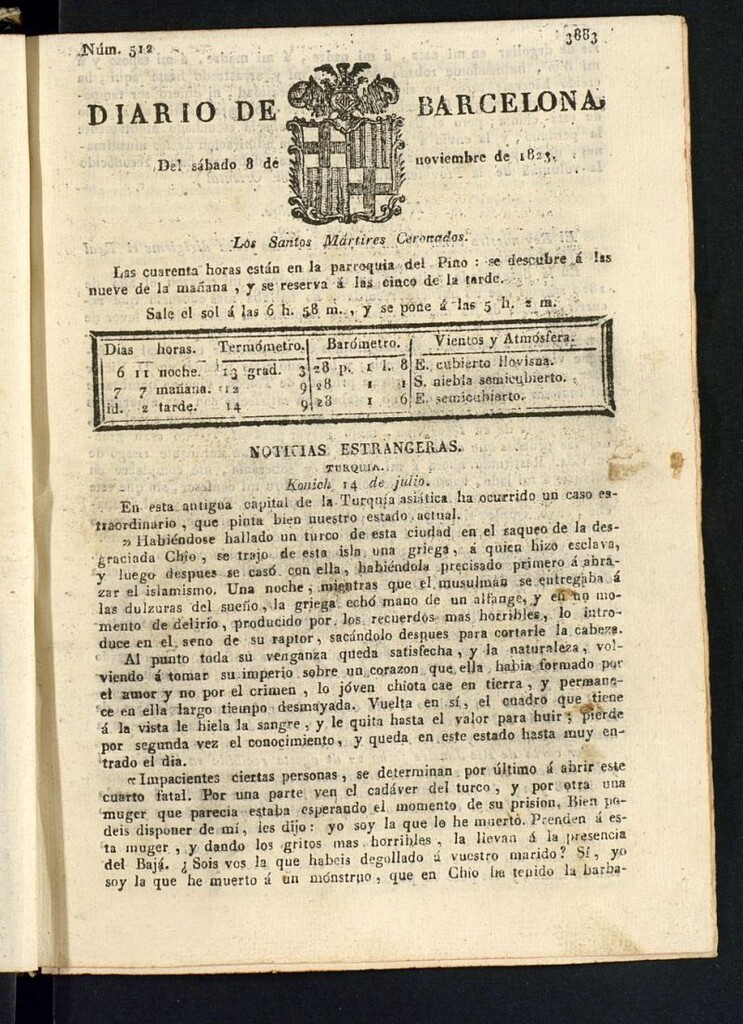 Núm. 512
3883
DIARIO DE BARCELONA,
Del sábado 8 de noviembre de 1823.
Los Santos Mártires Coronados.
Las cuarenta horas están en la parroquia del Pino : se descubre á las
nueve de la mañana , y se reserva á las cinco de la tarde.
Sale el sol á las 6 h. 58 m. , y se pone á las 5 h. 2 m.
Dias horas. Termómetro. Barómetro. Vientos y Atmósfera.
6 11 noche. 13 grad. 3 28 p. 1 l. 8 E. cubierto llovisna.
7 7 mañana. 12 9 28 1 1 S. niebla semicubierto.
id. 2 tarde. 14 9 28 1 6 E. semicubierto.
NOTICIAS ESTRANGERAS.
TURQUIA.
Konich 14 de julio.
En esta antigua capital de la Turquía asiática ha ocurrido un caso es-
traordinario , que pinta bien nuestro estado actual.
» Habiéndose hallado un turco de esta ciudad en el saqueo de la des-
graciada Chio , se trajo de esta isla una griega, á quien hizo esclava,
y luego despues se casó con ella, habiéndola precisado primero á abra-
zar el islamismo. Una noche , mientras que el musulman se entregaba á
las dulzuras del sueño , la griega echó mano de un alfange, y en un mo-
mento de delirio, producido por los recuerdos mas horribles, lo intro-
duce en el seno de su raptor, sacándolo despues para cortarle la cabeza.
Al punto toda su venganza queda satisfecha, y la naturaleza, vol-
viendo á tomar su imperio sobre un corazon que ella habia formado por
el amor y no por el crimen , lo jóven chiota cae en tierra , y permane-
ce en ella largo tiempo desmayada. Vuelta en sí, el cuadro que tiene
á la vista le hiela la sangre , y le quita hasta el valor para huir ; pierde
por segunda vez el conocimiento, y queda en este estado hasta muy en-
trado el dia.
« Impacientes ciertas personas , se determinan por último á abrir este
cuarto fatal. Por una parte ven el cadáver del turco , y por otra una
muger que parecia estaba esperando el momento de su prision. Bien po-
deis disponer de mí, les dijo : yo soy la que le he muerto. Prenden á es-
ta muger , y dando los gritos mas horribles , la llevan á la presencia
del Bajá. ¿ Sois vos la que habeis degollado á vuestro marido? Sí, yo
soy la que he muerto á un mónstruo, que en Chio ha tenido la barba-